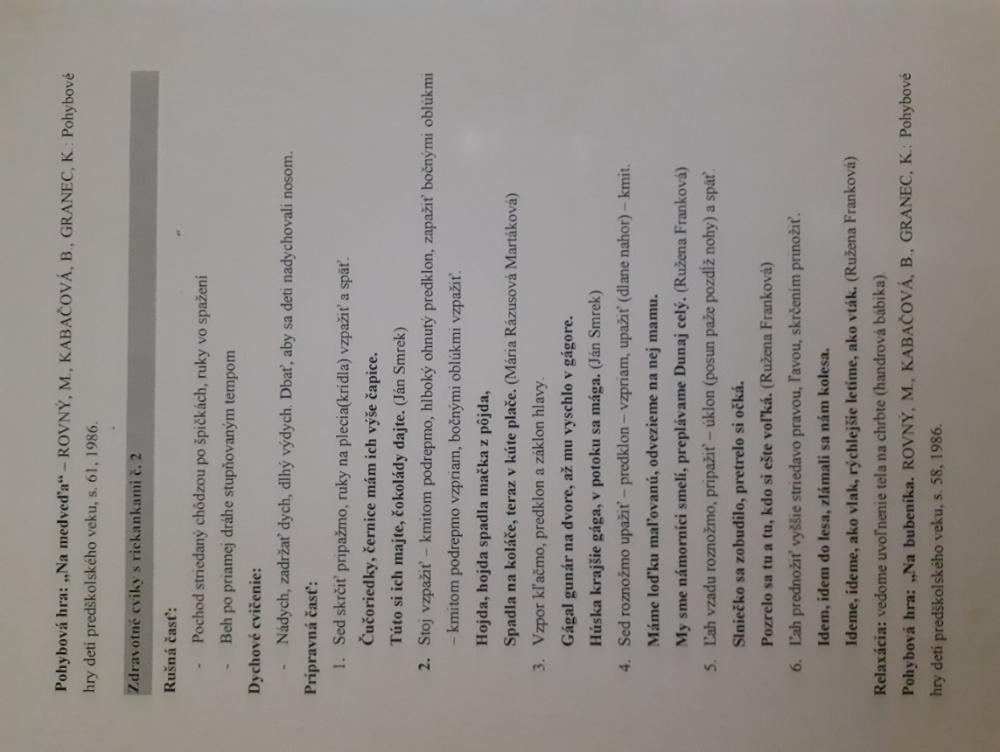 Pohybová hra: „Na medveďa“ – ROVNÝ, M., KABAČOVÁ, B., GRANEC, K.: Pohybové
hry detí predškolského veku, s. 61, 1986.
Zdravotné cviky s riekankami č. 2
Rušná časť:
- Pochod striedaný chôdzou po špičkách, ruky vo spažení
- Beh po priamej dráhe stupňovaným tempom
Dychové cvičenie:
- Nádych, zadržať dych, dlhý výdych. Dbať, aby sa deti nadychovali nosom.
Prípravná časť:
1. Sed skrčiť pripažmo, ruky na plecia(krídla) vzpažiť a späť.
Čučoriedky, černice mám ich výše čapice.
Túto si ich majte, čokolády dajte. (Ján Smrek)
2. Stoj vzpažiť – kmitom podrepmo, hlboký ohnutý predklon, zapažiť bočnými oblúkmi
– kmitom podrepmo vzpriam, bočnými oblúkmi vzpažiť.
Hojda, hojda spadla mačka z pôjda,
Spadla na koláče, teraz v kúte plače. (Mária Rázusová Martáková)
3. Vzpor kľačmo, predklon a záklon hlavy.
Gágal gunár na dvore, až mu vyschlo v gágore.
Húska krajšie gága, v potoku sa mága. (Ján Smrek)
4. Sed roznožmo upažiť – predklon – vzpriam, upažiť (dlane nahor) – kmit.
Máme loďku maľovanú, odvezieme na nej mamu.
My sme námorníci smelí, preplávame Dunaj celý. (Ružena Franková)
5. Ľah vzadu roznožmo, pripažiť – úklon (posun paže pozdĺž nohy) a späť.
Slniečko sa zobudilo, pretrelo si očká.
Pozrelo sa tu a tu, kdo si ešte voľká. (Ružena Franková)
6. Ľah prednožiť vyššie striedavo pravou, ľavou, skrčením prinožiť.
Idem, idem do lesa, zlámali sa nám kolesa.
Ideme, ideme, ako vlak, rýchlejšie letíme, ako vták. (Ružena Franková)
Relaxácia: vedome uvoľnenie tela na chrbte (handrová bábika).
Pohybová hra: „Na bubeníka. ROVNÝ, M., KABAČOVÁ, B., GRANEC, K.: Pohybové
hry detí predškolského veku, s. 58, 1986.